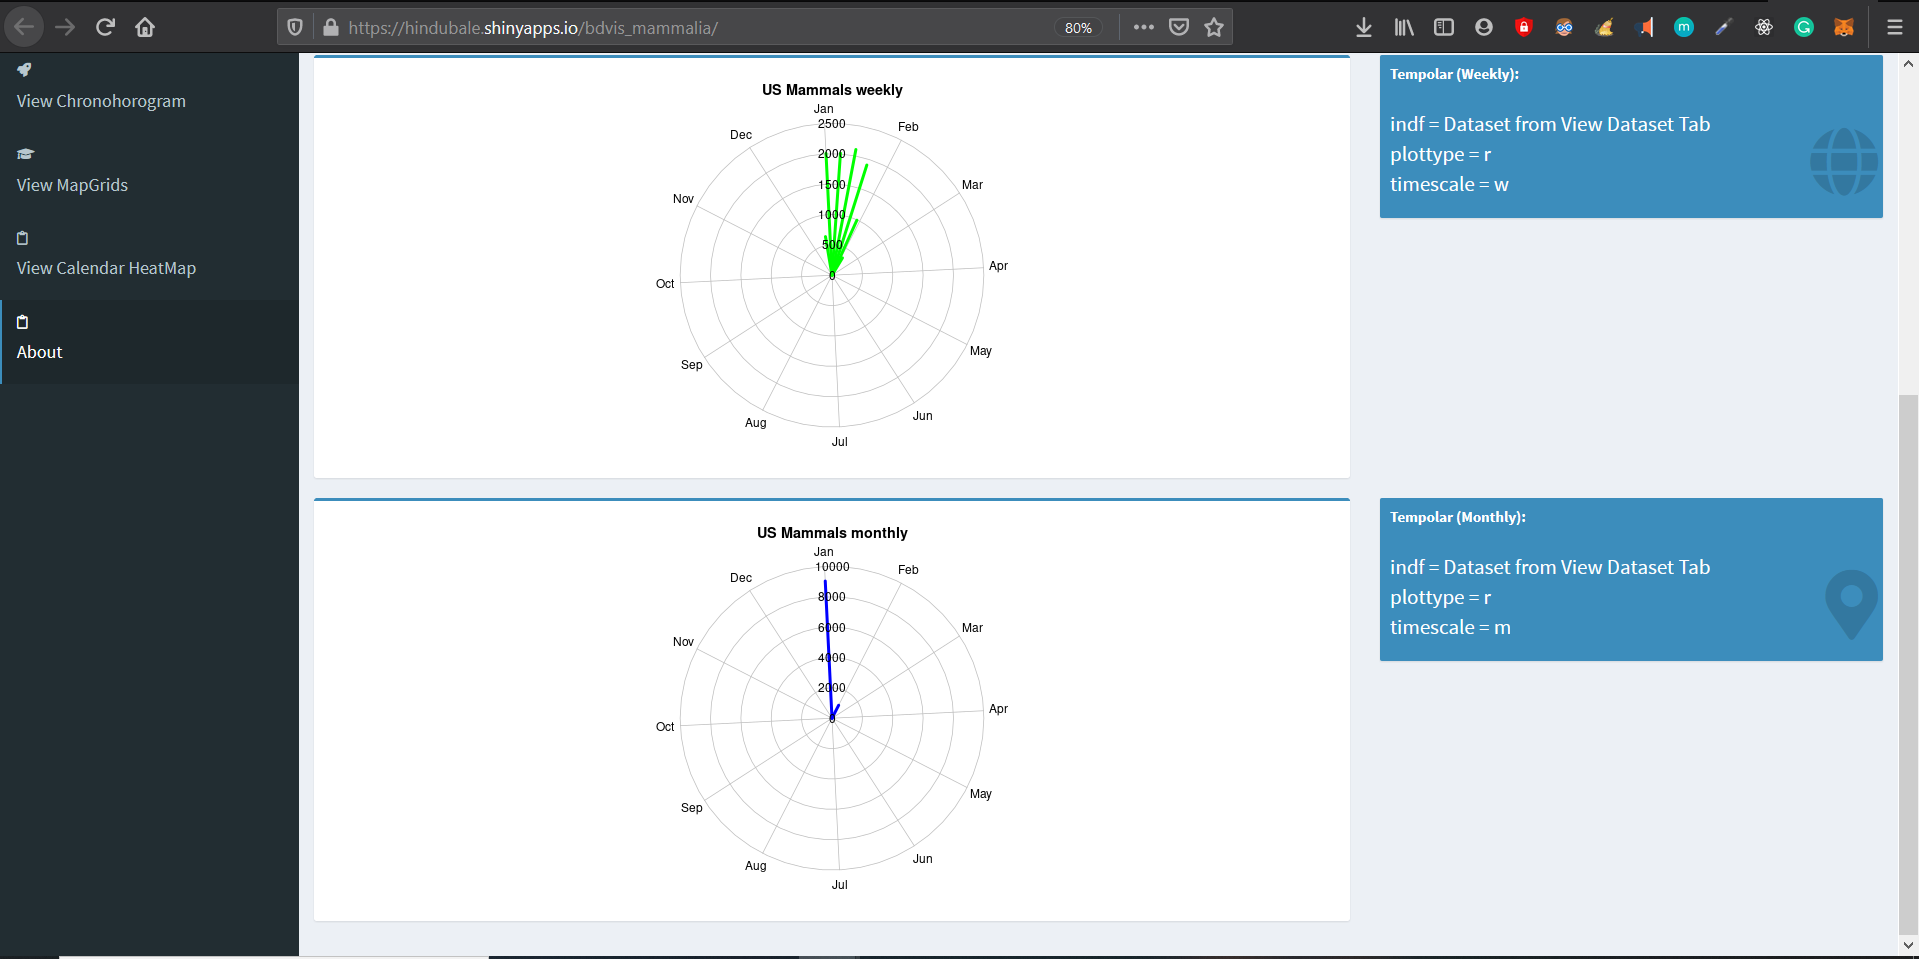 https://hindubale.shinyapps.io/bdvis_mammalia/
80%
View Chronohorogram
View MapGrids
View Calendar HeatMap
About
US Mammals weekly
Jan
Feb
Mar
Apr
May
Jun
Jul
Aug
Sep
Oct
Nov
Dec
2500
2000
1500
1000
500
0
Tempolar (Weekly):
indf = Dataset from View Dataset Tab
plottype = r
timescale = w
US Mammals monthly
Jan
Feb
Mar
Apr
May
Jun
Jul
Aug
Sep
Oct
Nov
Dec
10000
8000
6000
4000
2000
0
Tempolar (Monthly):
indf = Dataset from View Dataset Tab
plottype = r
timescale = m